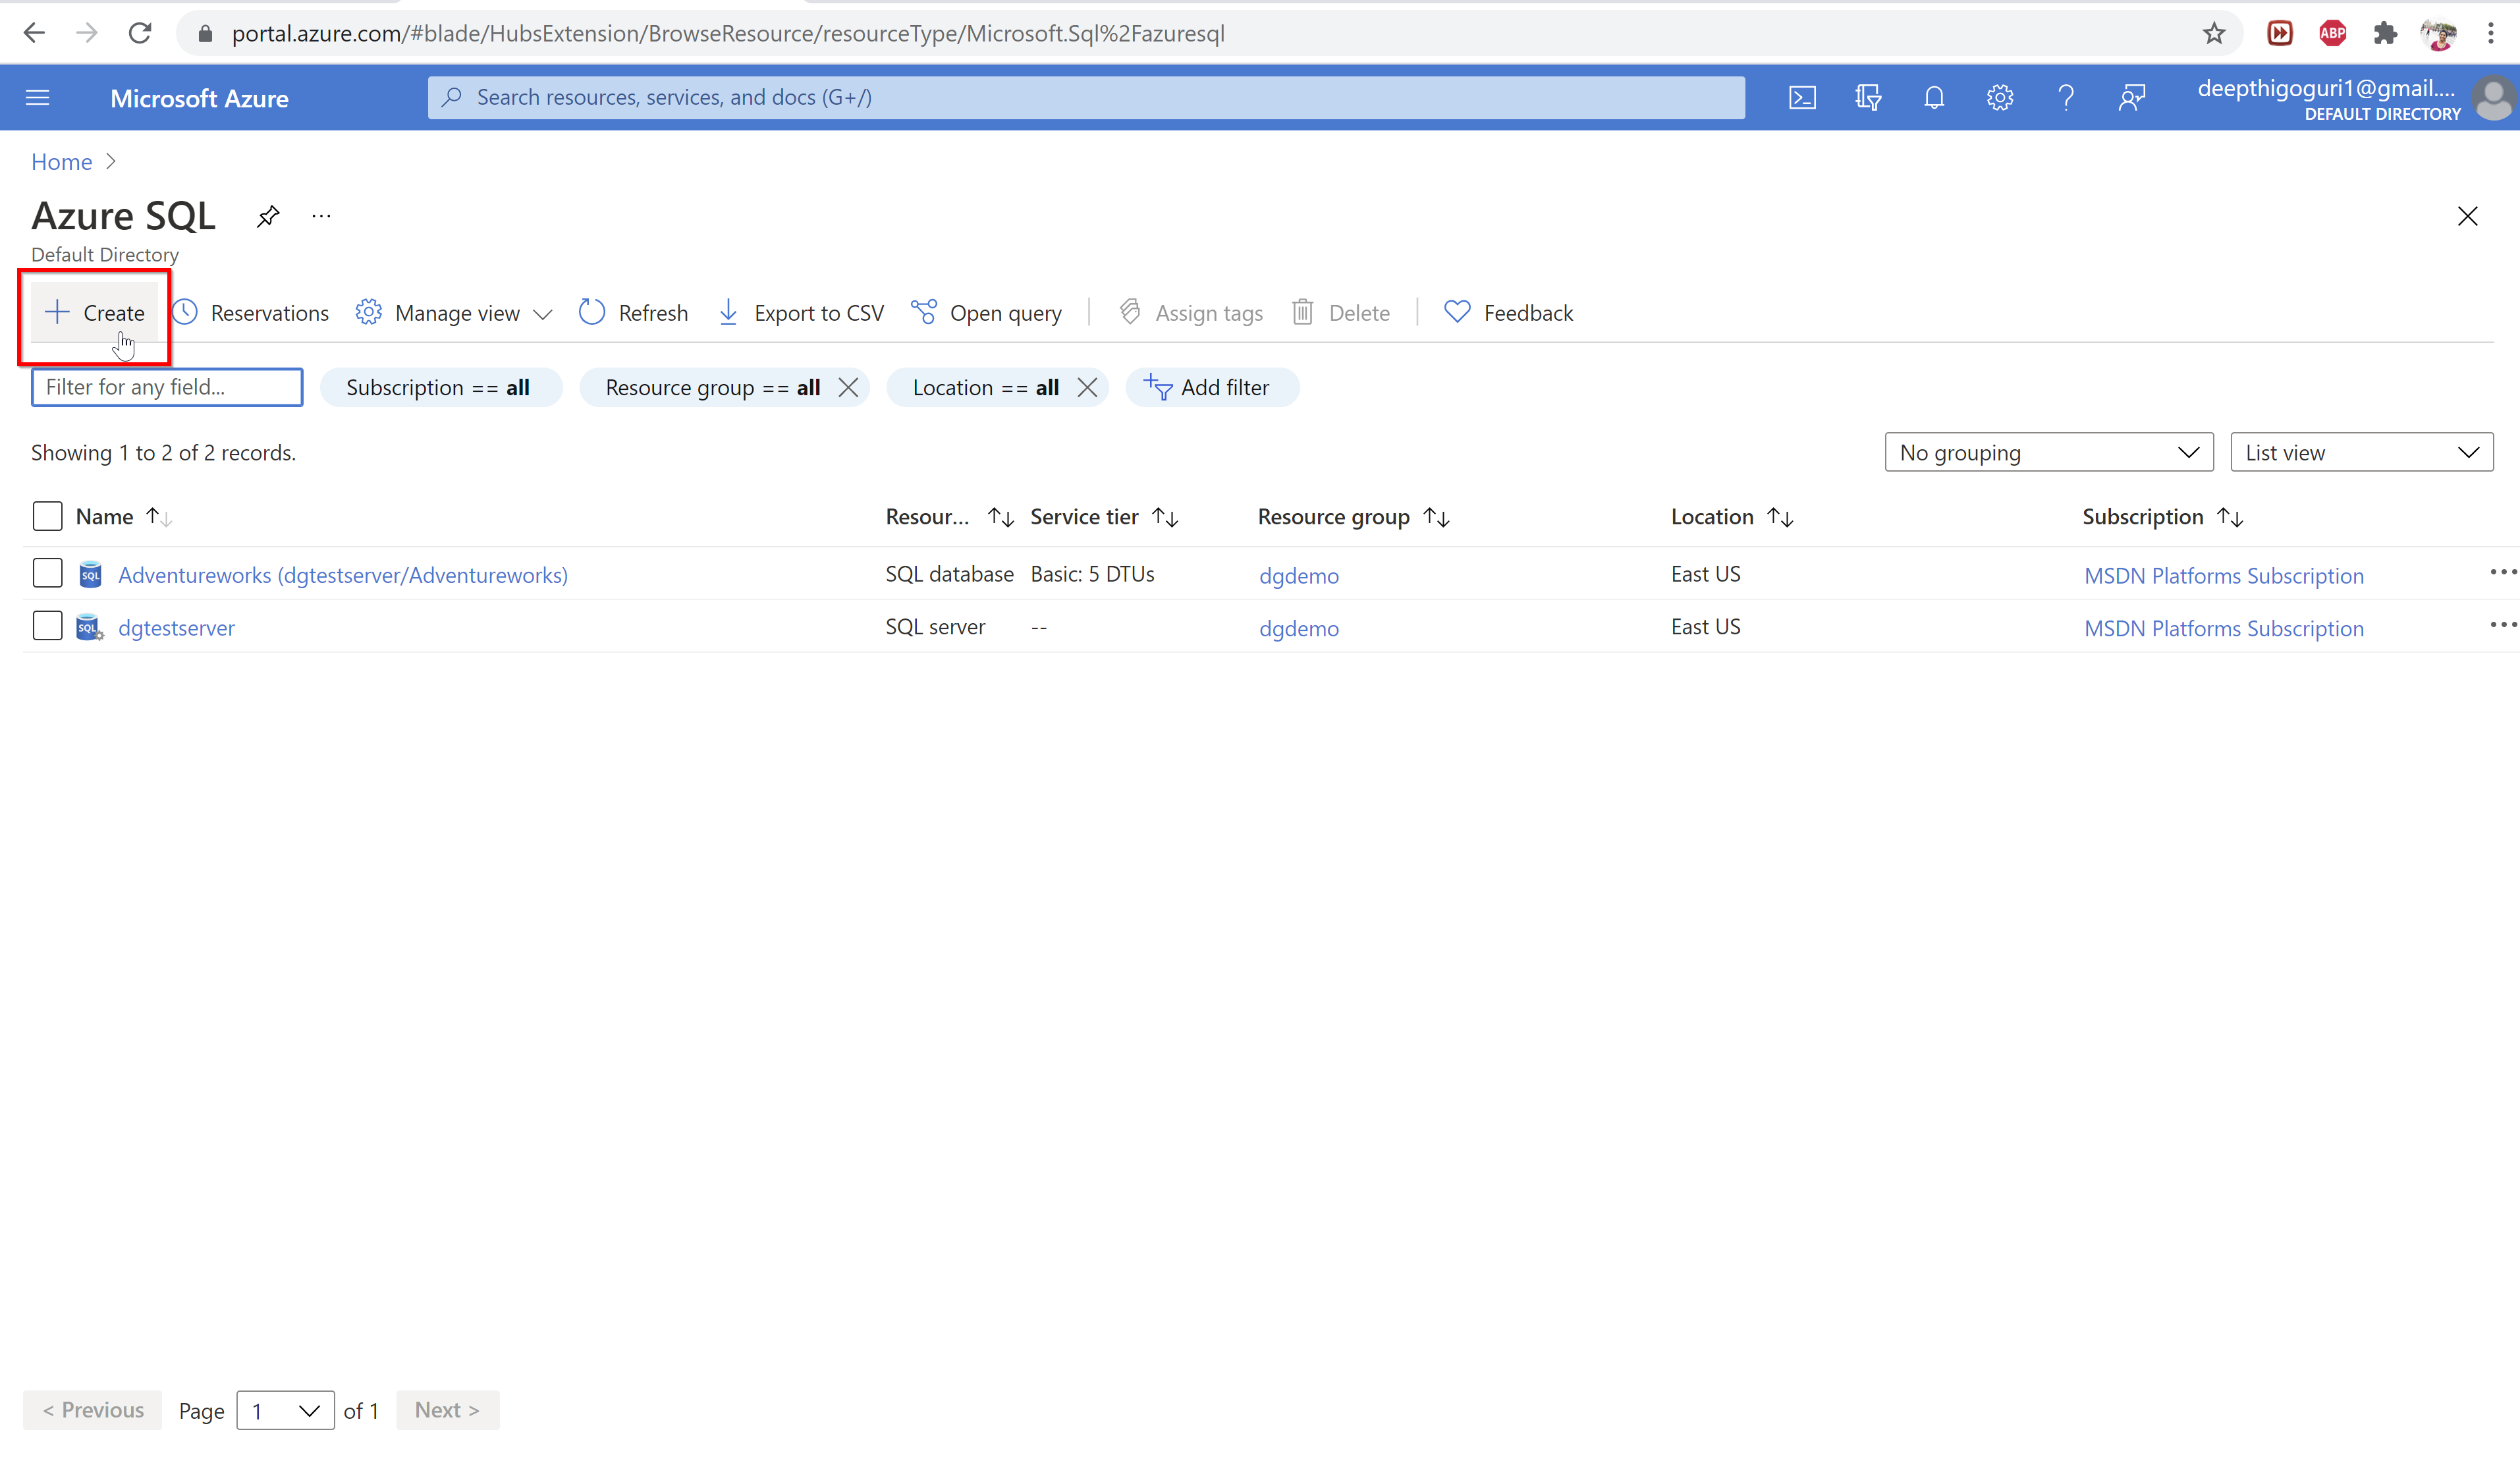 portal.azure.com/#blade/HubsExtension/BrowseResource/resourceType/Microsoft.Sql%2Fazuresql
ABP
Microsoft Azure
Search resources, services, and docs (G+/)
deepthigoguri1@gmail....
DEFAULT DIRECTORY
Home >
Azure SQL
...
Default Directory
Create Reservations Manage view Refresh Export to CSV Open query Assign tags Delete Feedback
Filter for any field... Subscription == all Resource group == all Location == all Add filter
Showing 1 to 2 of 2 records. No grouping List view
Name Resour... Service tier Resource group Location Subscription
SQL Adventureworks (dgtestserver/Adventureworks) SQL database Basic: 5 DTUs dgdemo East US MSDN Platforms Subscription ...
SQL dgtestserver SQL server -- dgdemo East US MSDN Platforms Subscription ...
< Previous Page 1 of 1 Next >